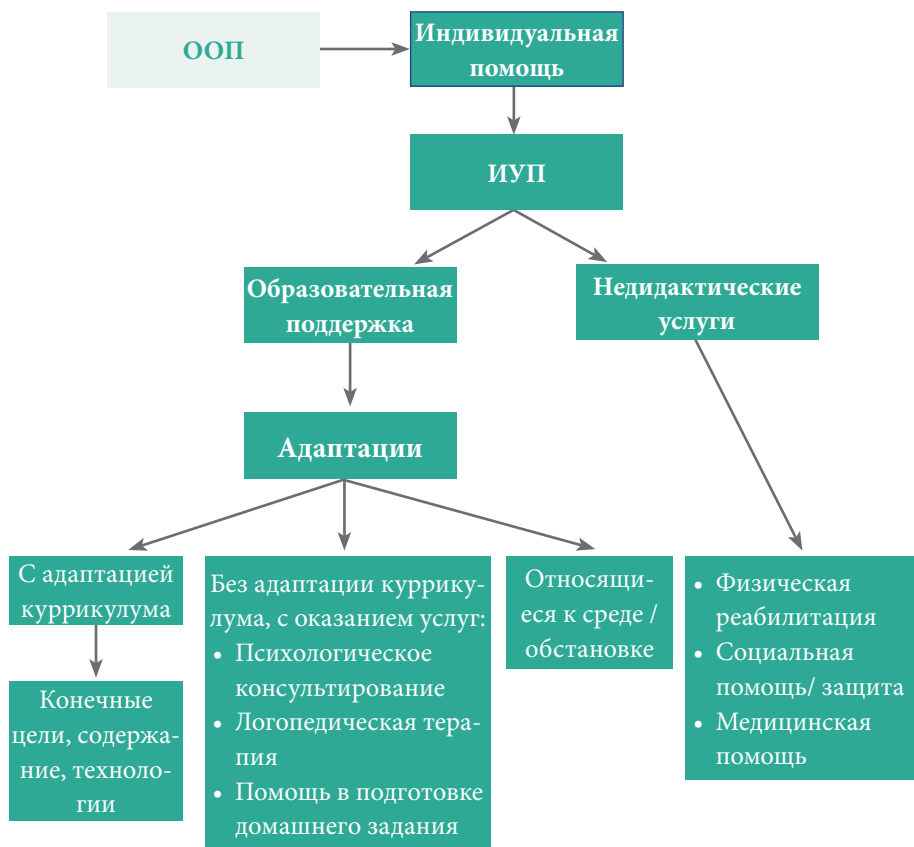 ООП
Индивидуальная
помощь
ИУП
Образовательная
поддержка
Недидактические
услуги
Адаптации
С адаптацией
куррикулума
Конечные
цели, содержа-
ние, техноло-
гии
Без адаптации куррику-
лума, с оказанием услуг:
• Психологическое
консультирование
• Логопедическая тера-
пия
• Помощь в подготовке
домашнего задания
Относящи-
еся к среде /
обстановке
• Физическая
реабилитация
• Социальная
помощь/ защита
• Медицинская
помощь